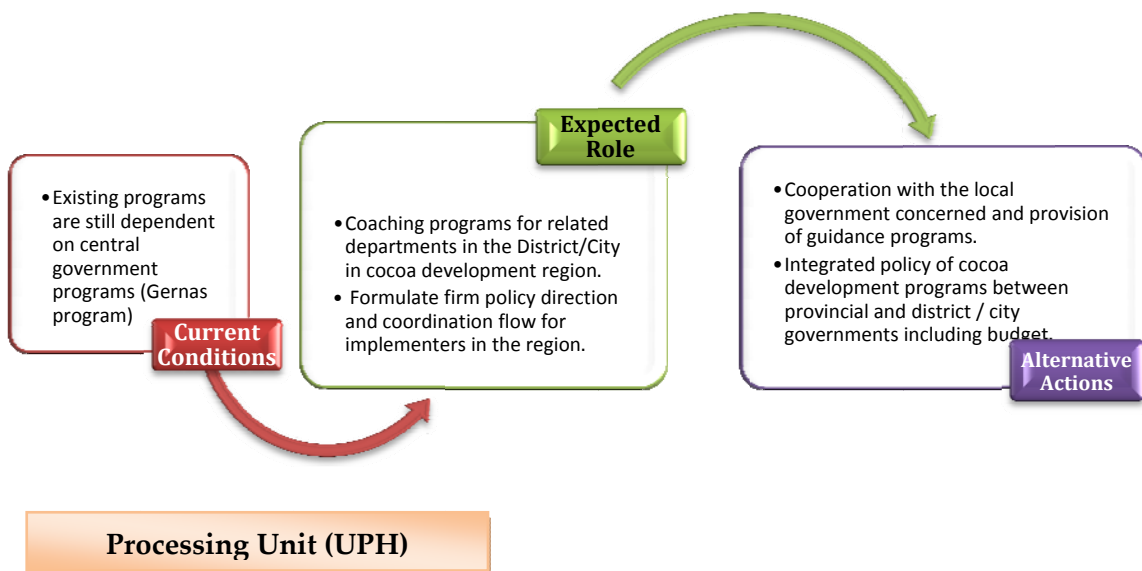 •Existing programs
are still dependent
on central
government
programs (Gernas
program)
Current
Conditions
Expected
Role
•Coaching programs for related
departments in the District/City
in cocoa development region.
• Formulate firm policy direction
and coordination flow for
implementers in the region.
•Cooperation with the local
government concerned and provision
of guidance programs.
•Integrated policy of cocoa
development programs between
provincial and district / city
governments including budget.
Alternative
Actions
Processing Unit (UPH)